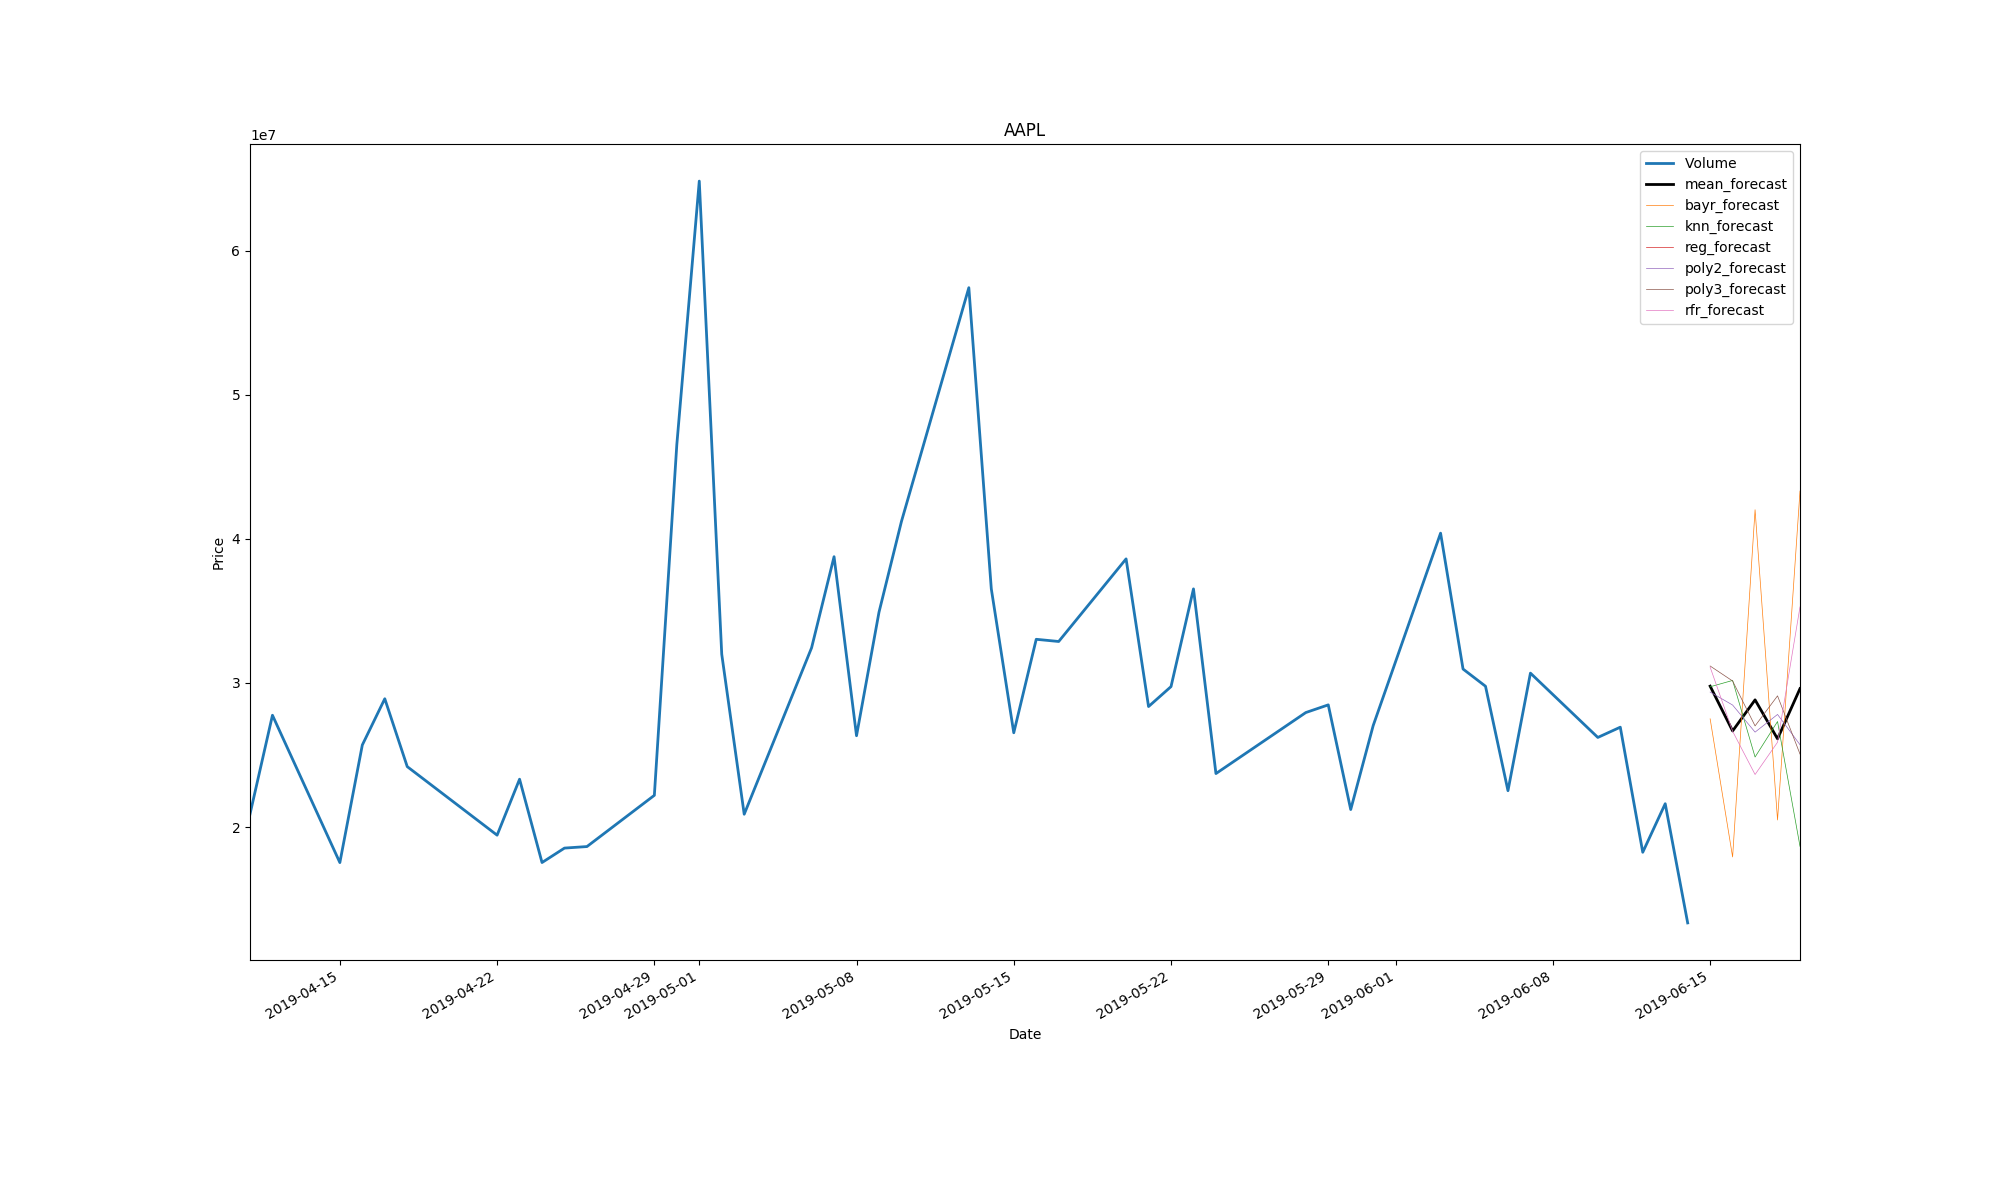 AAPL
1e7
Volume
mean_forecast
bayr_forecast
knn_forecast
reg_forecast
poly2_forecast
poly3_forecast
rfr_forecast
6
5
4
3
2
Price
2019-04-15
2019-04-22
2019-04-29
2019-05-01
2019-05-08
2019-05-15
2019-05-22
2019-05-29
2019-06-01
2019-06-08
2019-06-15
Date